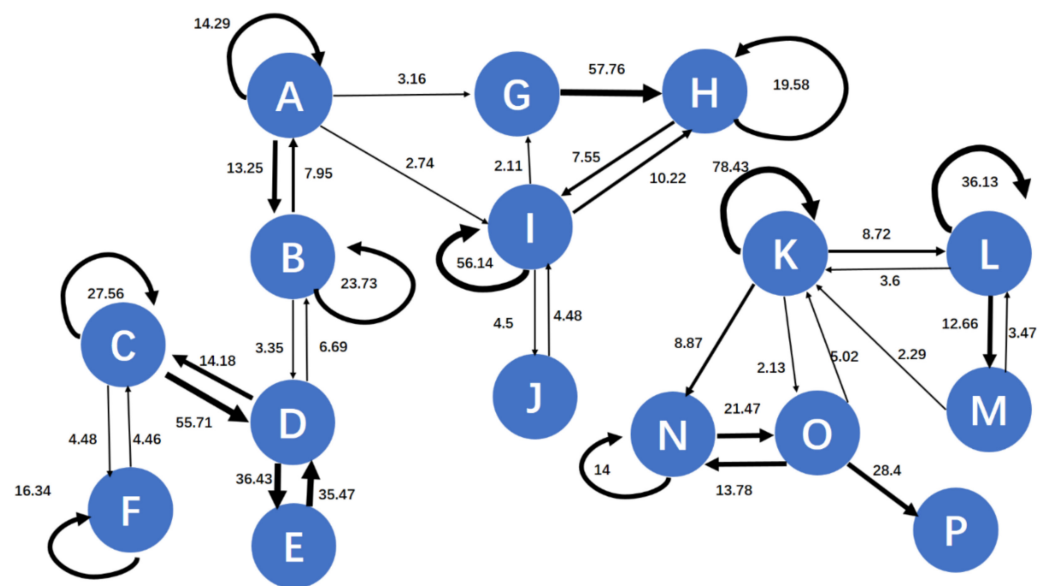 14.29
A
3.16
G
57.76
H
19.58
13.25
7.95
2.74
2.11
7.55
10.22
78.43
36.13
B
23.73
I
56.14
K
8.72
L
3.6
27.56
C
3.35
6.69
4.5
4.48
12.66
3.47
14.18
8.87
2.13
5.02
2.29
55.71
D
J
M
4.48
4.46
N
21.47
O
14
13.78
28.4
36.43
35.47
16.34
F
E
P